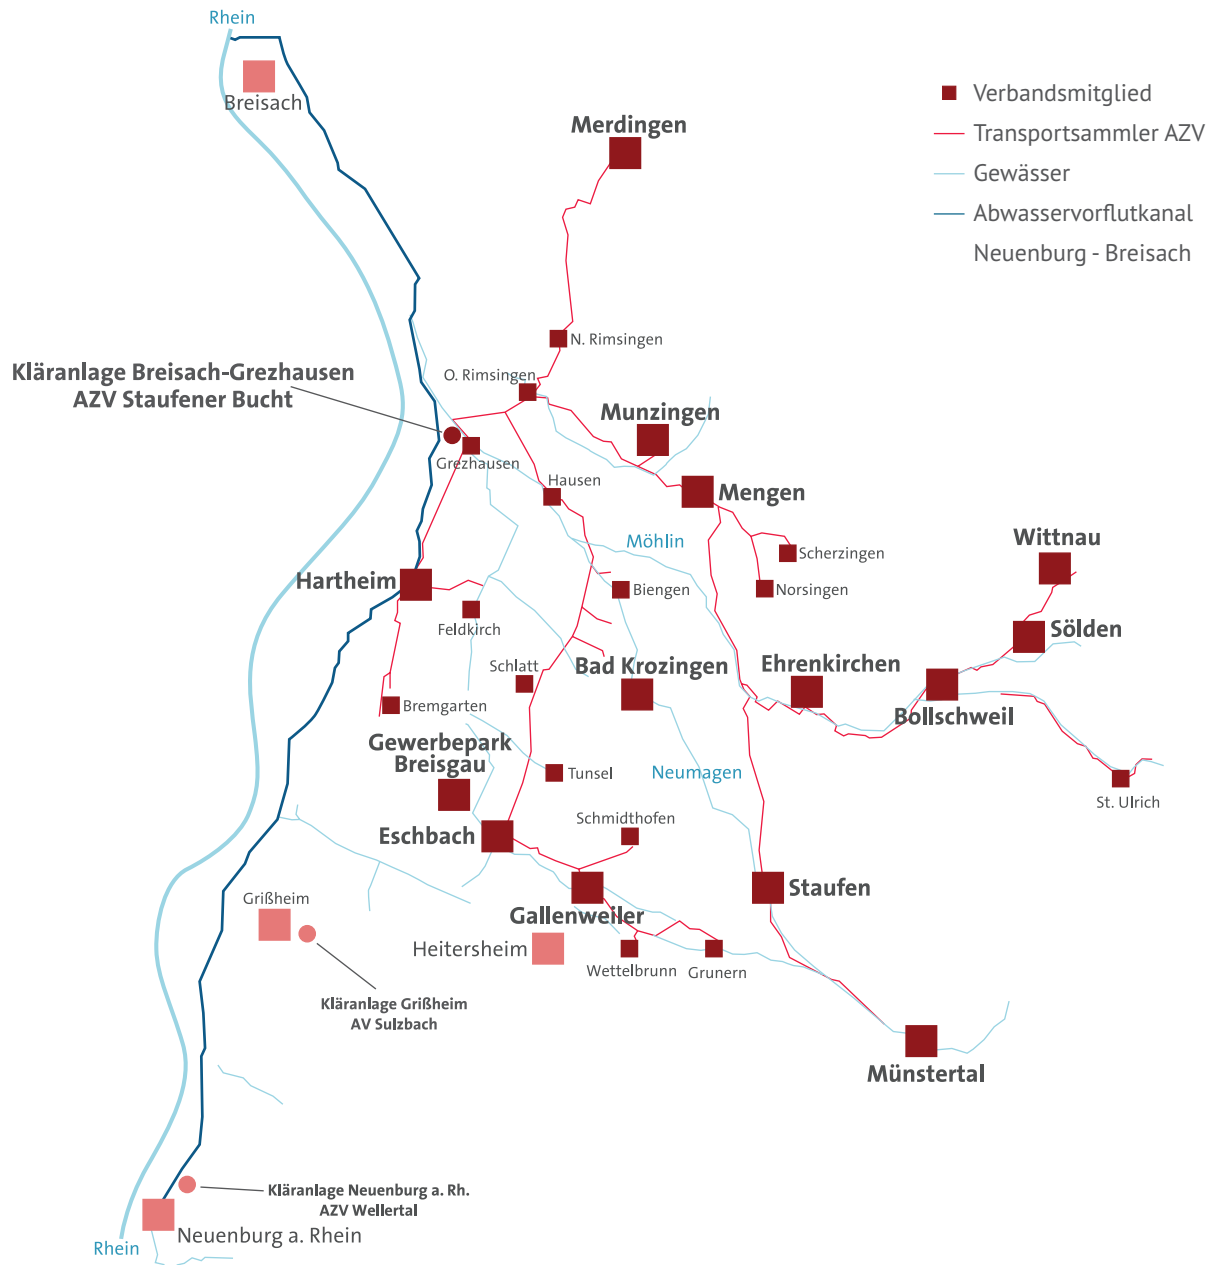 Rhein
Breisach
Verbandsmitglied
Transportsammler AZV
Gewässer
Abwasservorflutkanal
Neuenburg - Breisach
Merdingen
N. Rimsingen
O. Rimsingen
Kläranlage Breisach-Grezhausen
AZV Staufener Bucht
Munzingen
Grezhausen
Hausen
Mengen
Möhlin
Scherzingen
Wittnau
Hartheim
Biengen
Norsingen
Feldkirch
Sölden
Schlatt
Bad Krozingen
Ehrenkirchen
Bremgarten
Bollschweil
Gewerbepark
Breisgau
Tunsel
Neumagen
St. Ulrich
Schmidthofen
Eschbach
Staufen
Grißheim
Gallenweiler
Heitersheim
Wettelbrunn
Grunern
Kläranlage Grißheim
AV Sulzbach
Münstertal
Kläranlage Neuenburg a. Rh.
AZV Wellertal
Neuenburg a. Rhein
Rhein